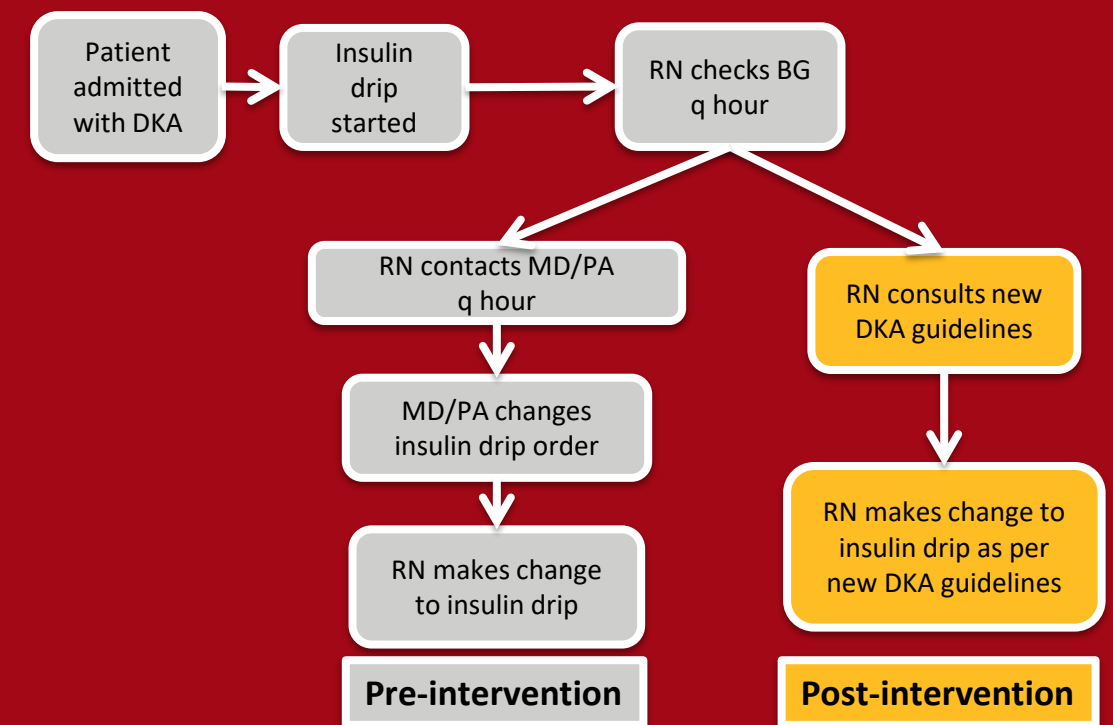 Patient
admitted
with DKA
Insulin
drip
started
RN checks BG
q hour
RN contacts MD/PA
q hour
MD/PA changes
insulin drip order
RN makes change
to insulin drip
Pre-intervention
RN consults new
DKA guidelines
RN makes change to
insulin drip as per
new DKA guidelines
Post-intervention